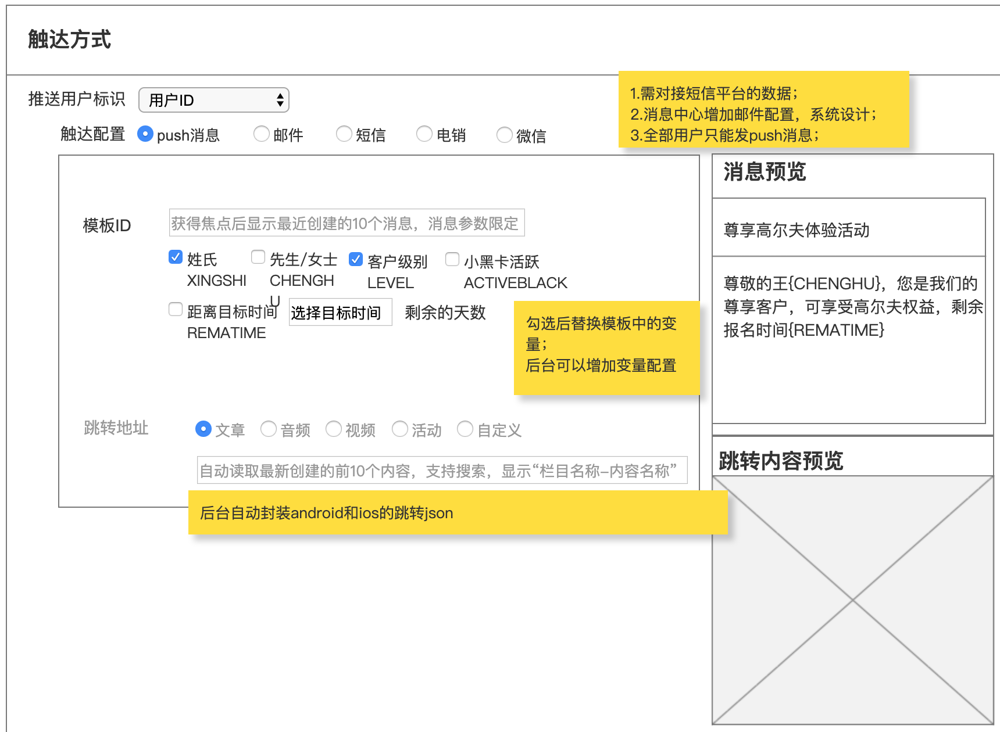 触达方式
推送用户标识 用户ID
1.需对接短信平台的数据；
2.消息中心增加邮件配置，系统设计；
3.全部用户只能发push消息；
触达配置 push消息 邮件 短信 电销 微信
消息预览
模板ID 获得焦点后显示最近创建的10个消息，消息参数限定
尊享高尔夫体验活动
姓氏 先生/女士 客户级别 小黑卡活跃
XINGSHI CHENGH LEVEL ACTIVEBLACK
U
距离目标时间 选择目标时间 剩余的天数
REMATIME
尊敬的王{CHENGHU}，您是我们的
尊享客户，可享受高尔夫权益，剩余
报名时间{REMATIME}
勾选后替换模板中的变
量；
后台可以增加变量配置
跳转地址 文章 音频 视频 活动 自定义
自动读取最新创建的前10个内容，支持搜索，显示“栏目名称-内容名称”
后台自动封装android和ios的跳转json
跳转内容预览